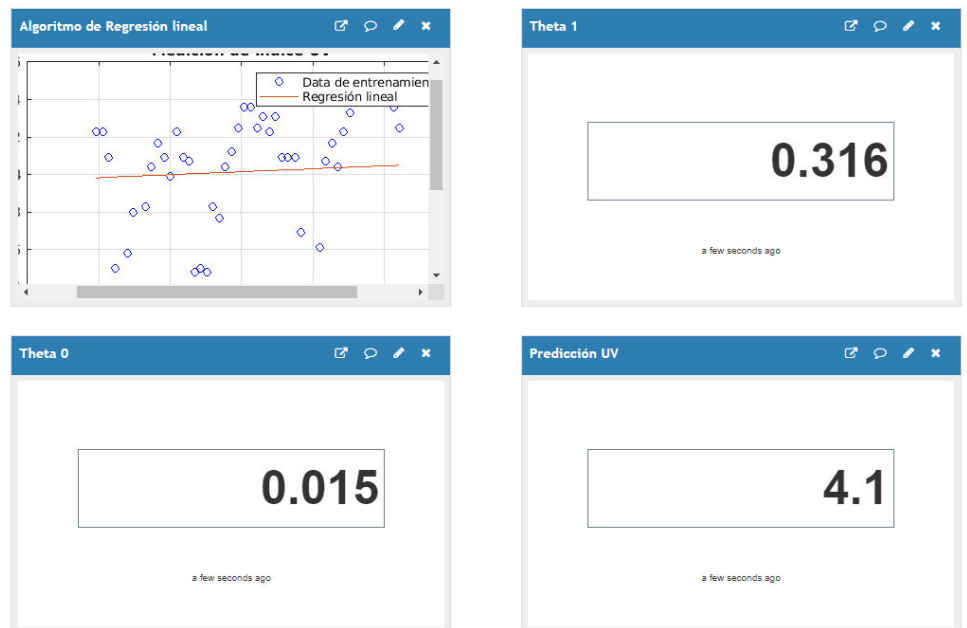 Algoritmo de Regresión lineal
Data de entrenamien
Regresión lineal
Theta 1
0.316
a few seconds ago
Theta 0
0.015
a few seconds ago
Predicción UV
4.1
a few seconds ago